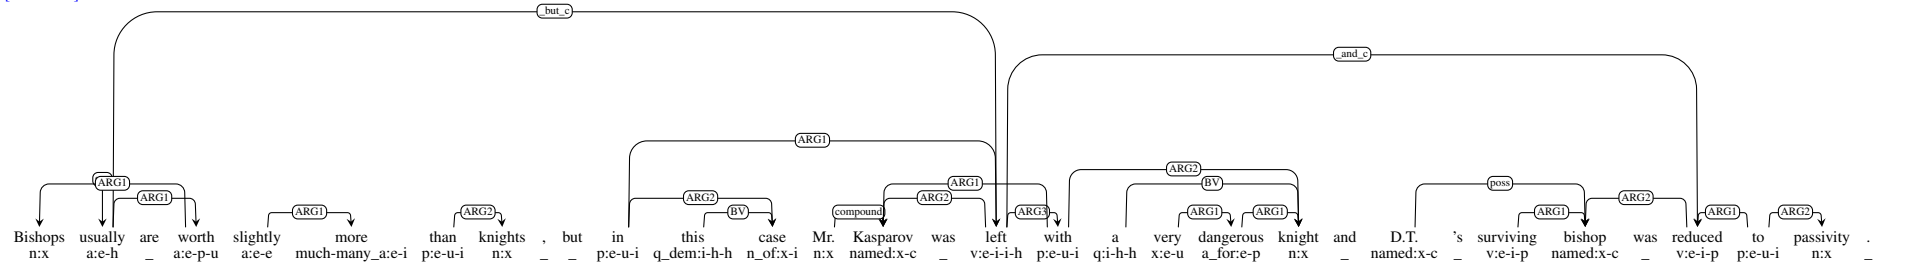 _but_c
_and_c
ARG1
ARG2
ARG1 ARG1 BV poss
ARG1 ARG2 ARG2 ARG2
ARG1 ARG2 BV compound ARG3 ARG1 ARG1 ARG1 ARG1 ARG2
Bishops usually are worth slightly more than knights , but in this case Mr. Kasparov was left with a very dangerous knight and D.T. 's surviving bishop was reduced to passivity .
n:x a:e-h _ a:e-p-u a:e-e much-many_a:e-i p:e-u-i n:x _ _ p:e-u-i q_dem:i-h-h n_of:x-i n:x named:x-c _ v:e-i-i-h p:e-u-i q:i-h-h x:e-u a_for:e-p n:x _ named:x-c _ v:e-i-p named:x-c _ v:e-i-p p:e-u-i n:x _